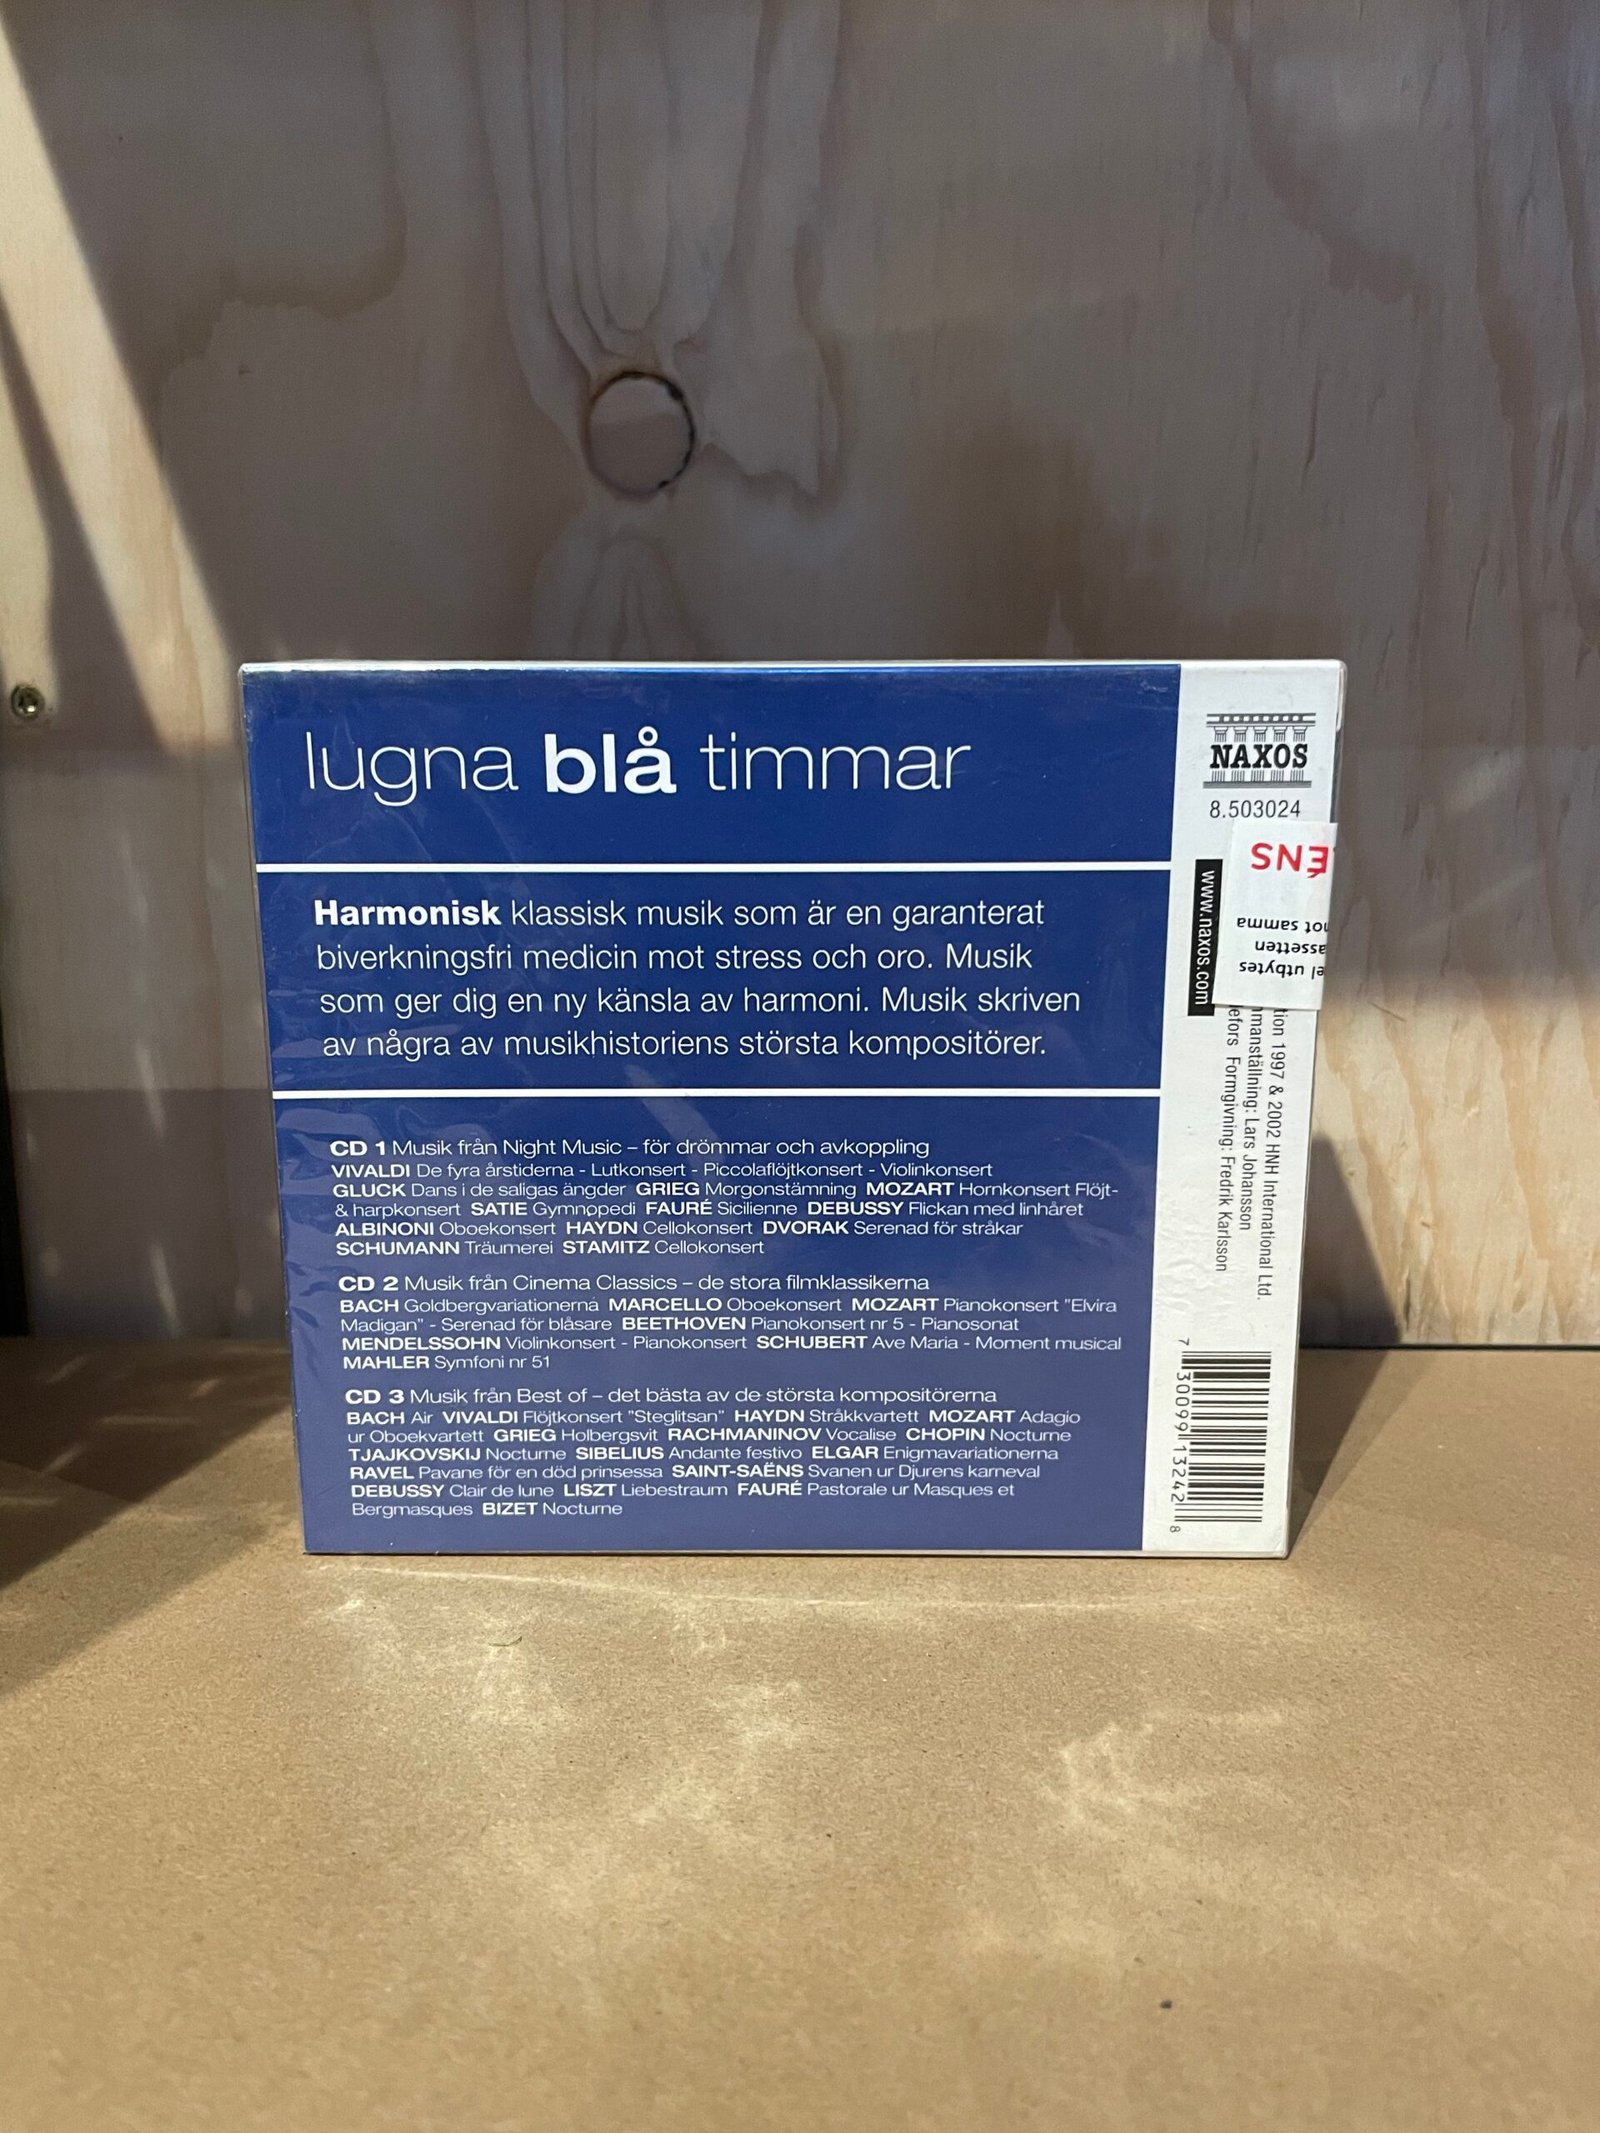 lugna blå timmar
Harmonisk klassisk musik som är en garanterat
biverkningsfri medicin mot stress och oro. Musik
som ger dig en ny känsla av harmoni. Musik skriven
av några av musikhistoriens största kompositörer.
CD 1 Musik från Night Music – för drömmar och avkoppling
VIVALDI De fyra årstiderna - Lutkonsert - Piccolaflöjtkonsert - Violinkonsert
GLUCK Dans i de saligas ängder GRIEG Morgonstämning MOZART Hornkonsert Flöjt-
& harpkonsert SATIE Gymnopedi FAURÉ Sicilienne DEBUSSY Flickan med linhåret
ALBINONI Oboekonsert HAYDN Cellokonsert DVORAK Serenad för stråkar
SCHUMANN Träumerei STAMITZ Cellokonsert
CD 2 Musik från Cinema Classics – de stora filmklassikerna
BACH Goldbergvariationerna MARCELLO Oboekonsert MOZART Pianokonsert "Elvira
Madigan" - Serenad för blåsare BEETHOVEN Pianokonsert nr 5 - Pianosonat
MENDELSSOHN Violinkonsert - Pianokonsert SCHUBERT Ave Maria - Moment musical
MAHLER Symfoni nr 51
CD 3 Musik från Best of – det bästa av de största kompositörerna
BACH Air VIVALDI Flöjtkonsert "Steglitsan" HAYDN Stråkkvartett MOZART Adagio
ur Oboekvartett GRIEG Holbergsvit RACHMANINOV Vocalise CHOPIN Nocturne
TJAJKOVSKIJ Nocturne SIBELIUS Andante festivo ELGAR Enigmavariationerna
RAVEL Pavane för en död prinsessa SAINT-SAËNS Svanen ur Djurens karneval
DEBUSSY Clair de lune LISZT Liebestraum FAURÉ Pastorale ur Masques et
Bergmasques BIZET Nocturne
NAXOS
8.503024
ÉNS
mot samma
assetten
el utbytes
www.naxos.com
tion 1997 & 2002 HNH International Ltd.
mmanställning: Lars Johansson
efors Formgivning: Fredrik Karlsson
7 30099 13242 8